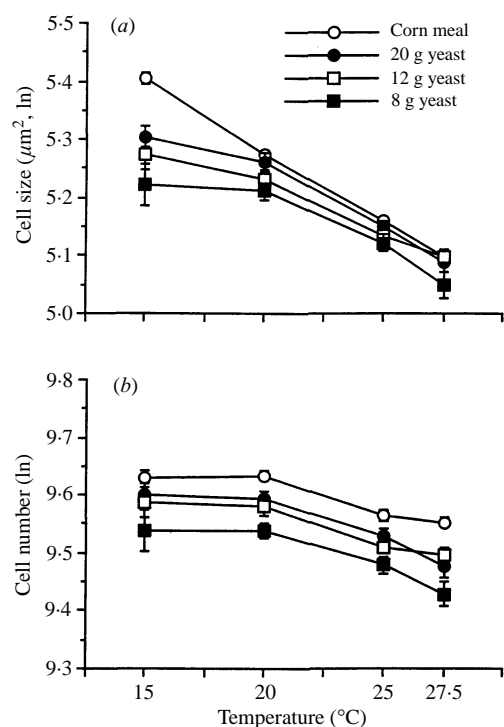 (a)
Corn meal
20 g yeast
12 g yeast
8 g yeast
Cell size (μm², ln)
5·5
5·4
5·3
5·2
5·1
5·0
(b)
Cell number (ln)
9.8
9.7
9.6
9.5
9.4
9.3
15
20
25
27·5
Temperature (°C)